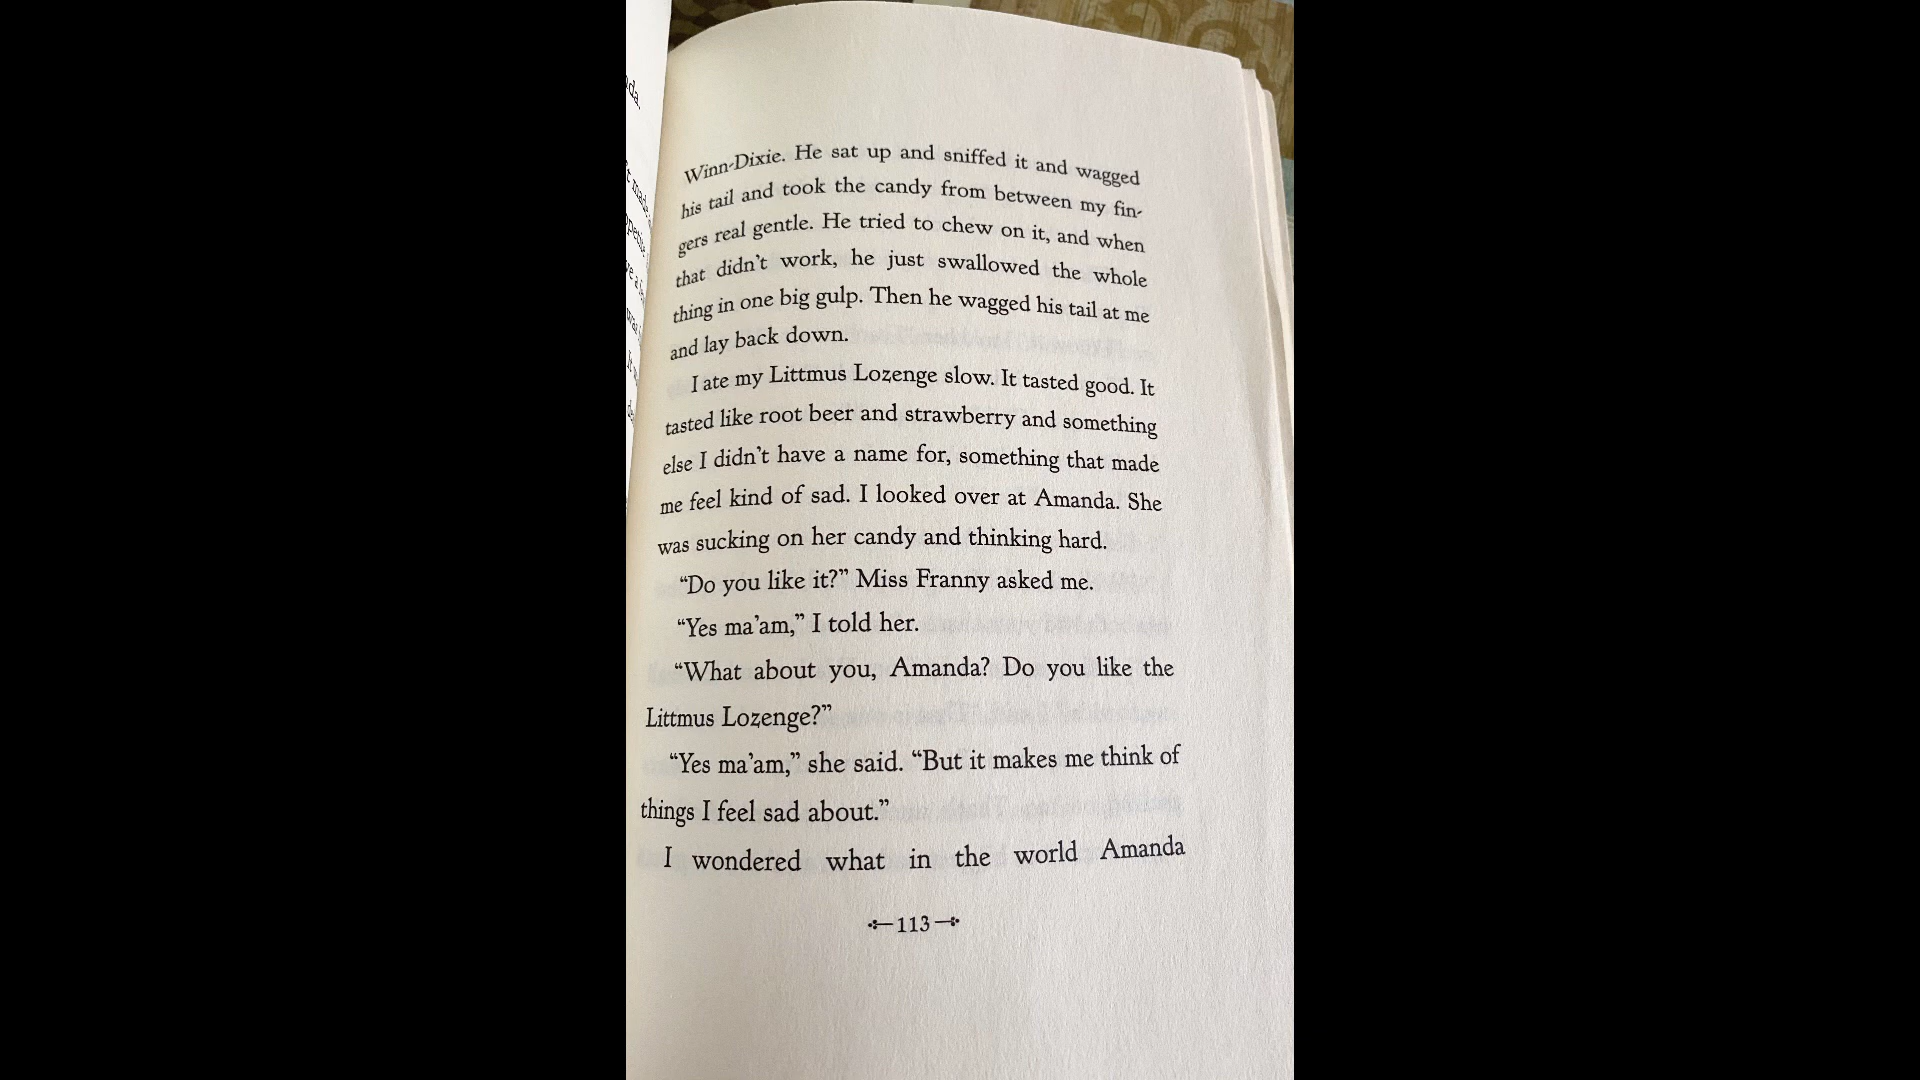 Winn-Dixie. He sat up and sniffed it and wagged
his tail and took the candy from between my fin-
gers real gentle. He tried to chew on it, and when
that didn’t work, he just swallowed the whole
thing in one big gulp. Then he wagged his tail at me
and lay back down.
I ate my Littmus Lozenge slow. It tasted good. It
tasted like root beer and strawberry and something
else I didn’t have a name for, something that made
me feel kind of sad. I looked over at Amanda. She
was sucking on her candy and thinking hard.
“Do you like it?” Miss Franny asked me.
“Yes ma’am,” I told her.
“What about you, Amanda? Do you like the
Littmus Lozenge?”
“Yes ma’am,” she said. “But it makes me think of
things I feel sad about.”
I wondered what in the world Amanda
113